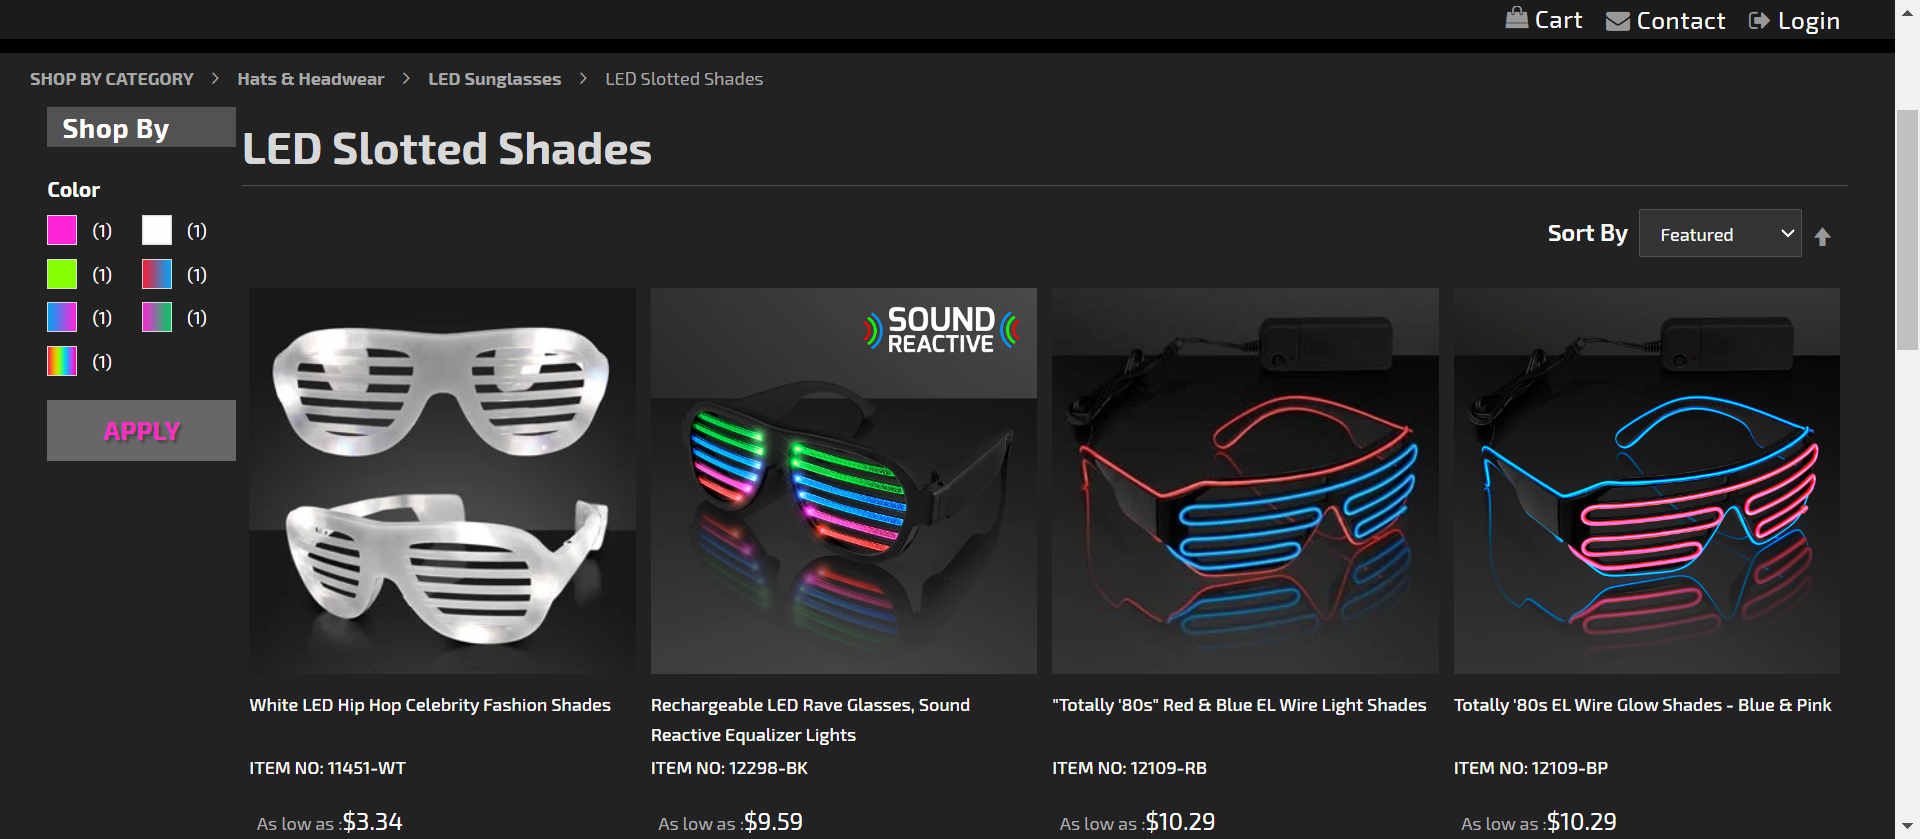 Cart Contact Login
SHOP BY CATEGORY > Hats & Headwear > LED Sunglasses > LED Slotted Shades
Shop By
LED Slotted Shades
Color
(1) (1)
(1) (1)
(1) (1)
(1)
APPLY
Sort By Featured
SOUND
REACTIVE
White LED Hip Hop Celebrity Fashion Shades
ITEM NO: 11451-WT
As low as :$3.34
Rechargeable LED Rave Glasses, Sound
Reactive Equalizer Lights
ITEM NO: 12298-BK
As low as :$9.59
"Totally '80s" Red & Blue EL Wire Light Shades
ITEM NO: 12109-RB
As low as :$10.29
Totally '80s EL Wire Glow Shades - Blue & Pink
ITEM NO: 12109-BP
As low as :$10.29